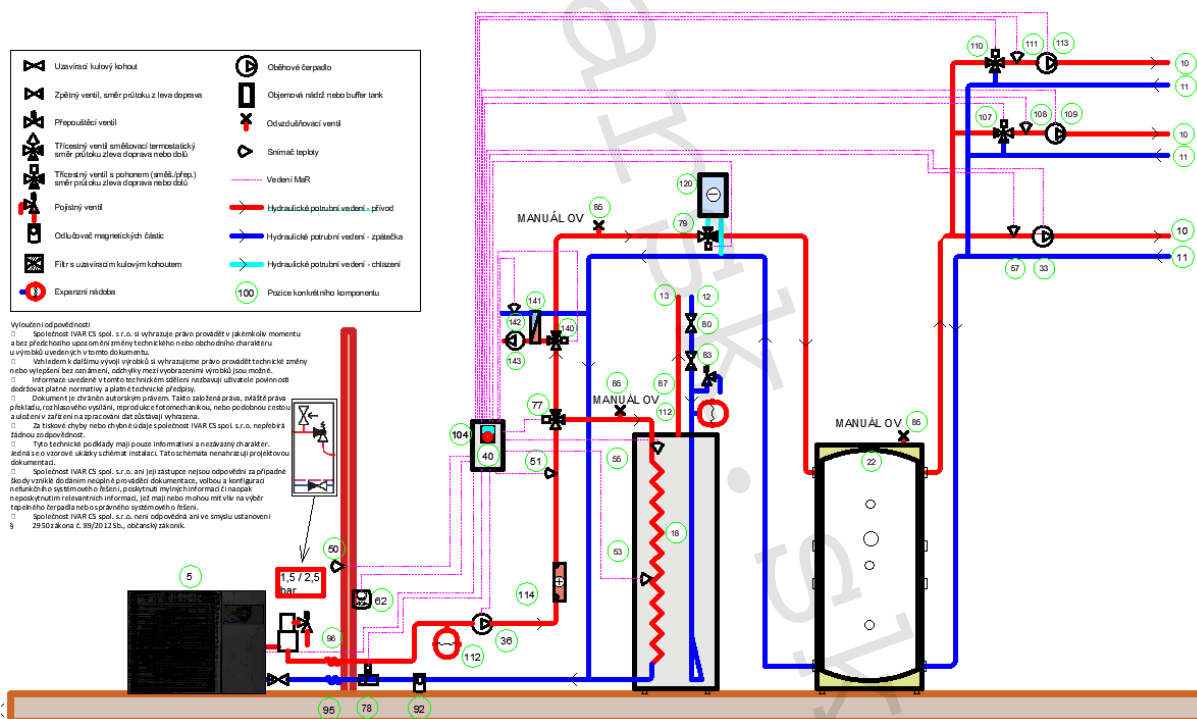 Uzavírací kulový kohout
Zpětný ventil, směr průtoku z leva doprava
Přepouštěcí ventil
Třícestný ventil směšovací termostatický
směr průtoku zleva doprava nebo dolů
Třícestný ventil s pohonem (směš./přep.)
směr průtoku zleva doprava nebo dolů
Pojistný ventil
Odlučovač magnetických částic
Filtr s uzavíracím kulovým kohoutem
Expanzní nádoba
Oběhové čerpadlo
Objemová nádrž nebo buffer tank
Odvzdušňovací ventil
Snímač teploty
Vedení MaR
Hydraulické potrubní vedení - přívod
Hydraulické potrubní vedení - zpátečka
Hydraulické potrubní vedení - chlazení
100 Pozice konkrétního komponentu
Vyloučení odpovědnosti
Společnost IVAR CS spol. s r.o. si vyhrazuje právo provádět v jakémkoliv momentu
a bez předchozího upozornění změny technického nebo obchodního charakteru
u výrobků uvedených v tomto dokumentu.
Vzhledem k dalšímu vývoji výrobků si vyhrazujeme právo provádět technické změny
nebo vylepšení bez oznámení, odchylky mezi vyobrazeními výrobků jsou možné.
Informace uvedené v tomto technickém sdělení nezbavují uživatele povinnosti
dodržovat platné normativy a platné technické předpisy.
Dokument je chráněn autorským právem. Takto založená práva, zvláště práva
překladu, rozhlasového vysílání, reprodukce fotomechanikou, nebo podobnou cestou
a uložení v zařízení na zpracování dat zůstávají vyhrazena.
Za tiskové chyby nebo chybné údaje společnost IVAR CS spol. s r.o. nepřebírá
žádnou zodpovědnost.
Tyto technické podklady mají pouze informativní a nezávazný charakter.
Jedná se o vzorové ukázky schémat instalací. Tato schémata nenahrazují projektovou
dokumentaci.
Společnost IVAR CS spol. s r.o. ani její zástupce nejsou odpovědni za případné
škody vzniklé dodáním neúplné prováděcí dokumentace, volbou a konfigurací
nefunkčního systémového řešení, poskytnutí mylných informací či naopak
neposkytnutím relevantních informací, jež mají nebo mohou mít vliv na výběr
tepelného čerpadla nebo správného systémového řešení.
Společnost IVAR CS spol. s r.o. není odpovědná ani ve smyslu ustanovení
§ 2950 zákona č. 89/2012 Sb., občanský zákoník.
110
111
113
10
11
107
108
109
10
11
120
85
MANUÁL OV
79
10
11
57
33
13
12
141
142
140
143
80
83
85
87
MANUÁL OV
112
77
104
40
51
55
MANUÁL OV
85
22
18
53
50
5
1,5 / 2,5
bar
62
114
96
36
112
95
78
92
ark.sk